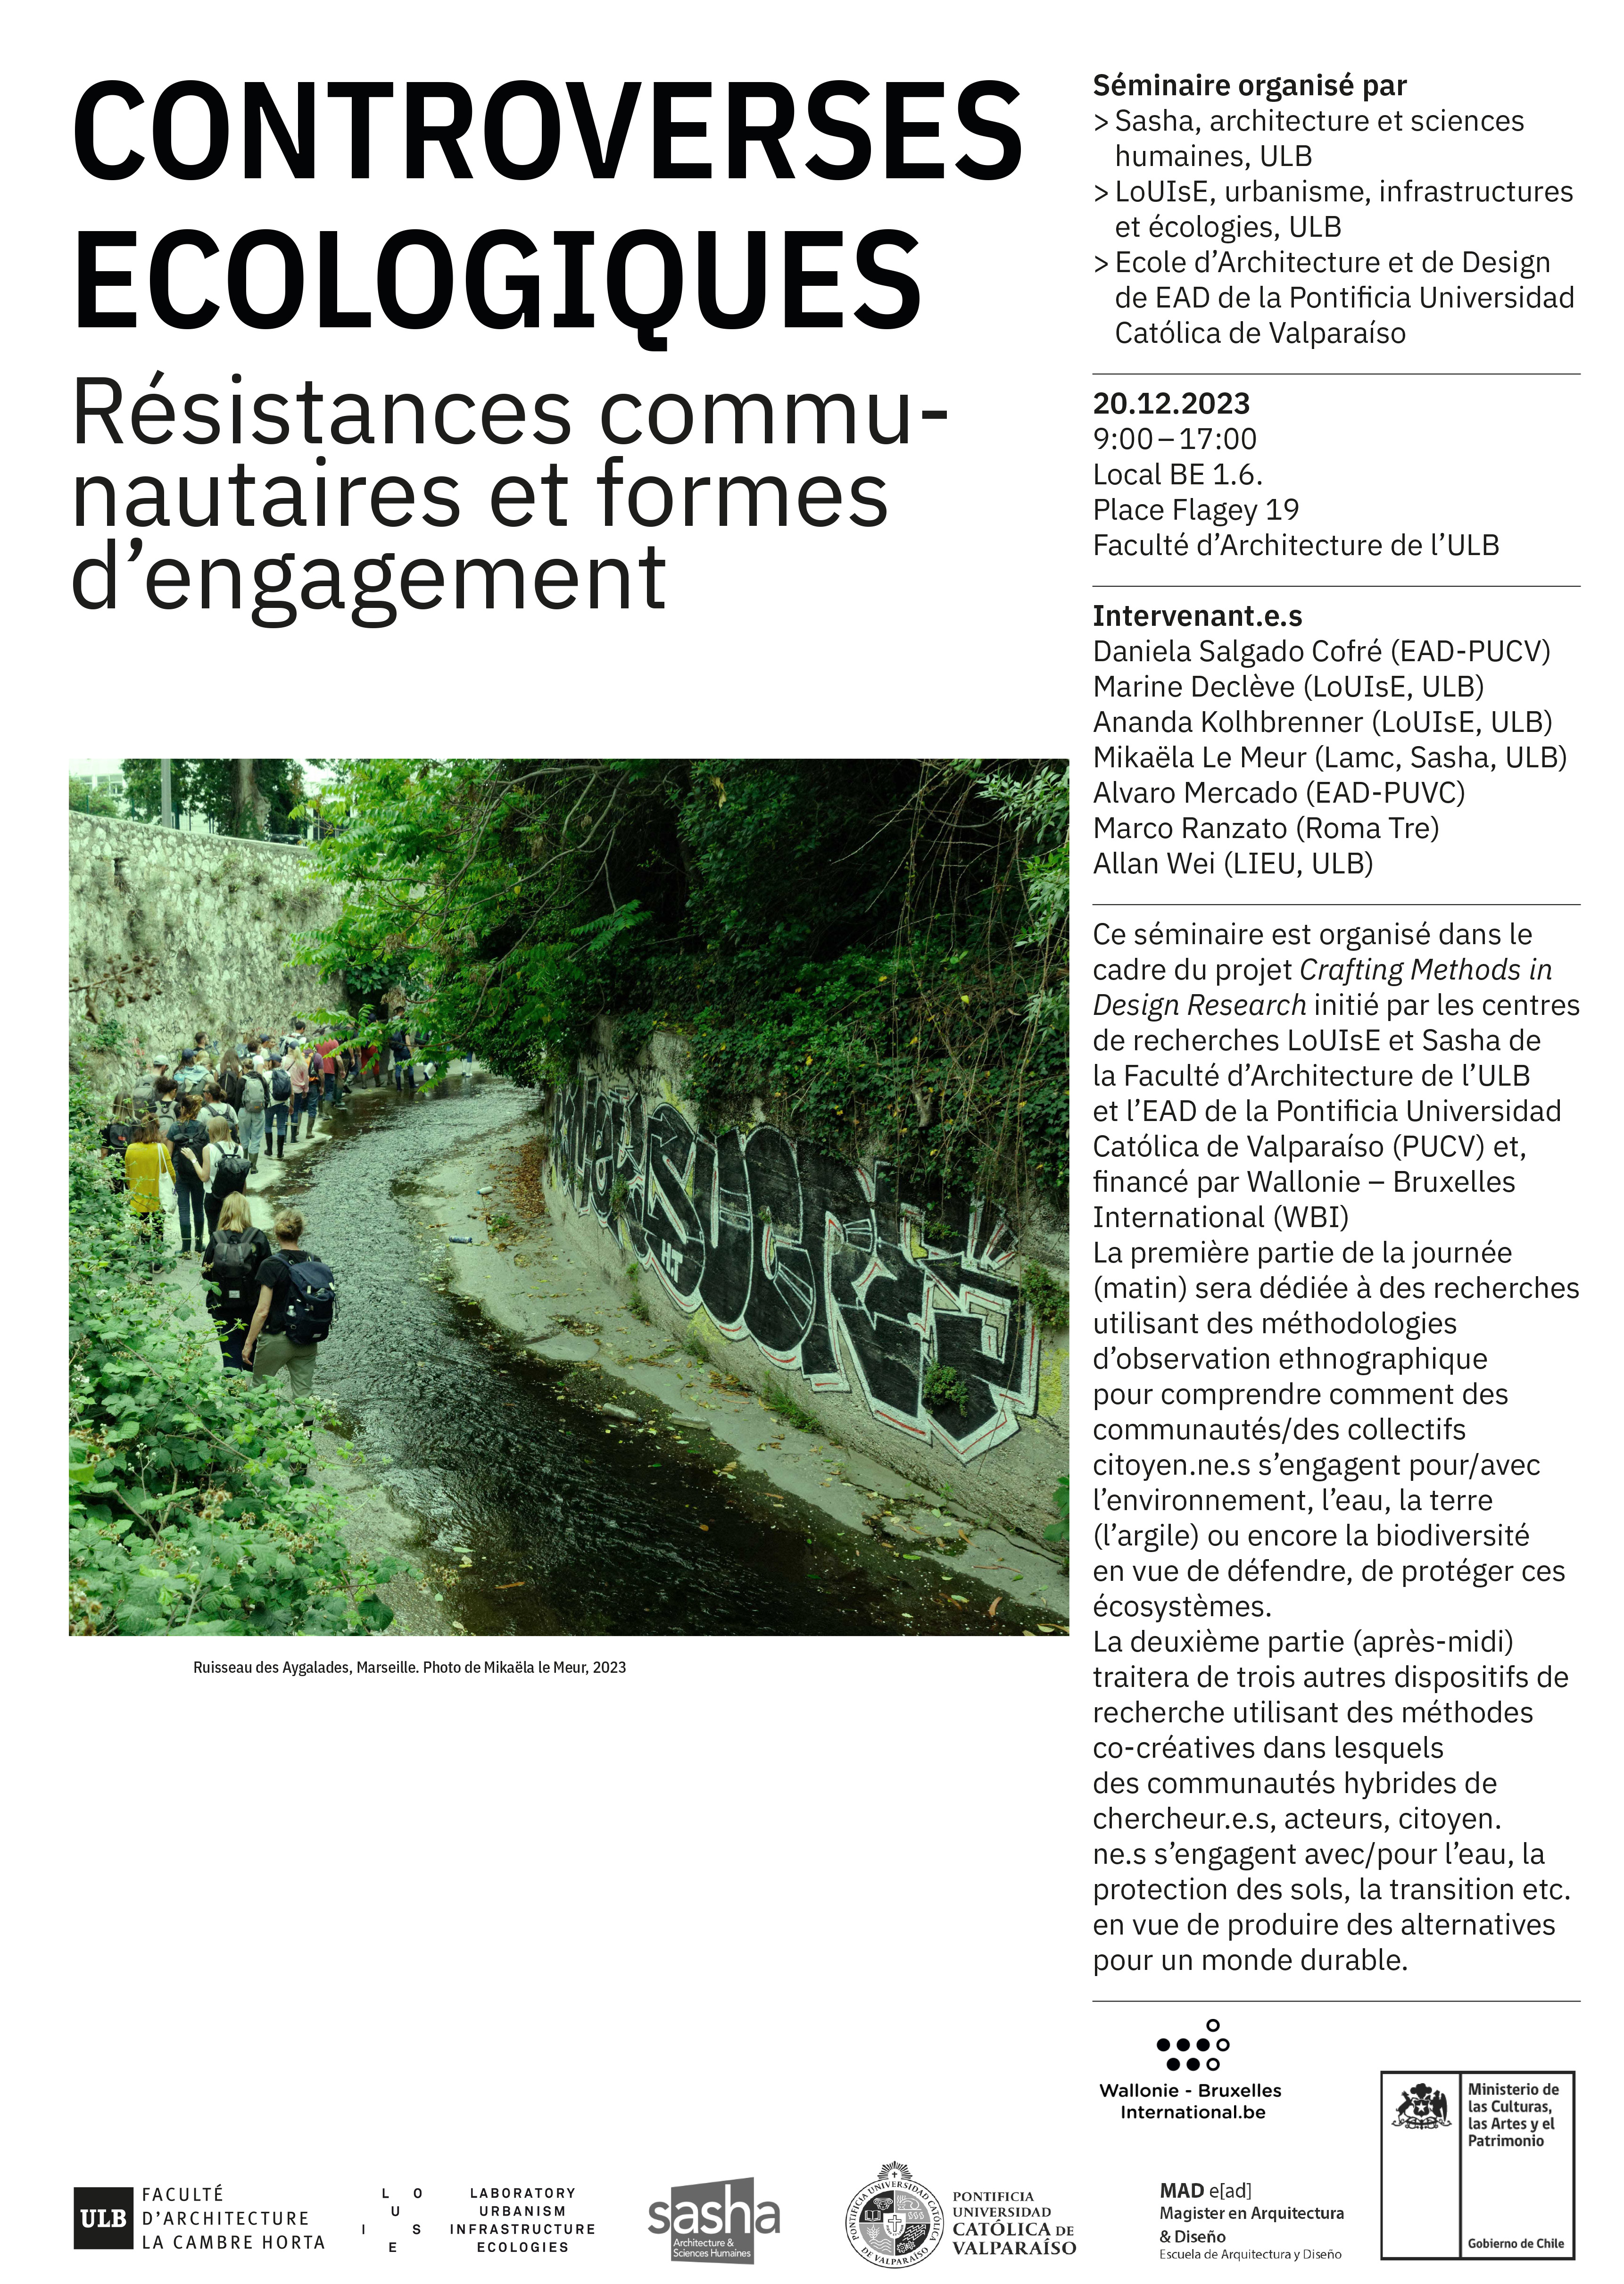 CONTROVERSES
ECOLOGIQUES
Résistances commu-
nautaires et formes
d’engagement
Ruisseau des Aygalades, Marseille. Photo de Mikaëla le Meur, 2023
Séminaire organisé par
> Sasha, architecture et sciences
humaines, ULB
> LoUIsE, urbanisme, infrastructures
et écologies, ULB
> Ecole d’Architecture et de Design
de EAD de la Pontificia Universidad
Católica de Valparaíso
20.12.2023
9:00 – 17:00
Local BE 1.6.
Place Flagey 19
Faculté d’Architecture de l’ULB
Intervenant.e.s
Daniela Salgado Cofré (EAD-PUCV)
Marine Declève (LoUIsE, ULB)
Ananda Kolhbrenner (LoUIsE, ULB)
Mikaëla Le Meur (Lamc, Sasha, ULB)
Alvaro Mercado (EAD-PUVC)
Marco Ranzato (Roma Tre)
Allan Wei (LIEU, ULB)
Ce séminaire est organisé dans le
cadre du projet Crafting Methods in
Design Research initié par les centres
de recherches LoUIsE et Sasha de
la Faculté d’Architecture de l’ULB
et l’EAD de la Pontificia Universidad
Católica de Valparaíso (PUCV) et,
financé par Wallonie – Bruxelles
International (WBI)
La première partie de la journée
(matin) sera dédiée à des recherches
utilisant des méthodologies
d’observation ethnographique
pour comprendre comment des
communautés/des collectifs
citoyen.ne.s s’engagent pour/avec
l’environnement, l’eau, la terre
(l’argile) ou encore la biodiversité
en vue de défendre, de protéger ces
écosystèmes.
La deuxième partie (après-midi)
traitera de trois autres dispositifs de
recherche utilisant des méthodes
co-créatives dans lesquels
des communautés hybrides de
chercheur.e.s, acteurs, citoyen.
ne.s s’engagent avec/pour l’eau, la
protection des sols, la transition etc.
en vue de produire des alternatives
pour un monde durable.
Wallonie - Bruxelles
International.be
Ministerio de
las Culturas,
las Artes y el
Patrimonio
Gobierno de Chile
ULB
FACULTÉ
D’ARCHITECTURE
LA CAMBRE HORTA
L O
U
I S
E
LABORATORY
URBANISM
INFRASTRUCTURE
ECOLOGIES
sasha
Architecture &
Sciences Humaines
PONTIFICIA UNIVERSIDAD CATÓLICA
DE VALPARAÍSO
PONTIFICIA
UNIVERSIDAD
CATÓLICA DE
VALPARAÍSO
MAD e[ad]
Magister en Arquitectura
& Diseño
Escuela de Arquitectura y Diseño
HT